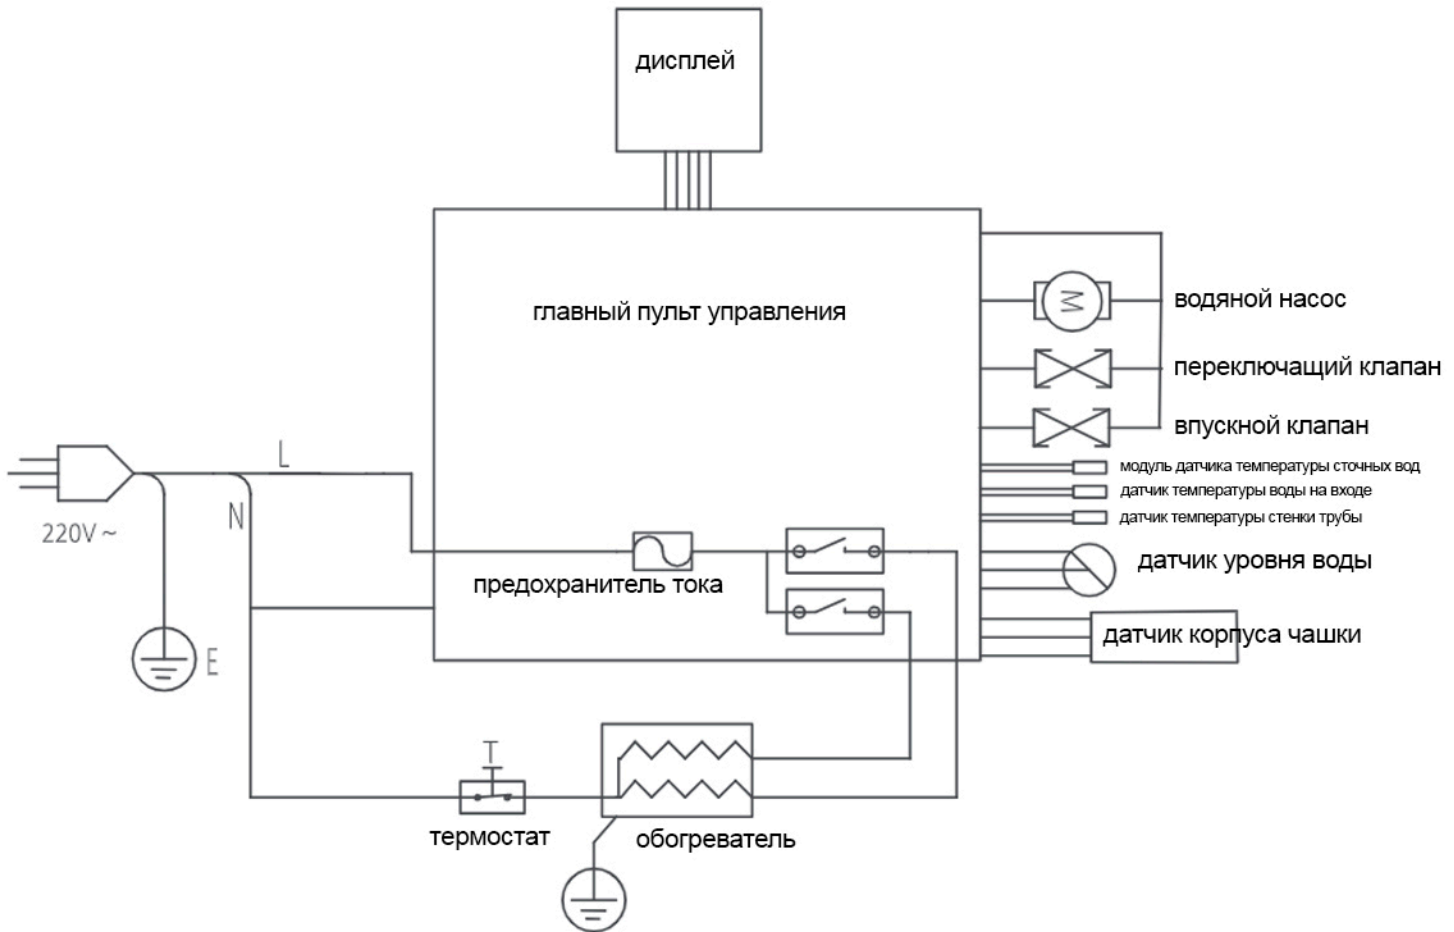 дисплей
главный пульт управления
водяной насос
переключащий клапан
впускной клапан
модуль датчика температуры сточных вод
датчик температуры воды на входе
датчик температуры стенки трубы
датчик уровня воды
датчик корпуса чашки
L
N
220V ~
E
предохранитель тока
T
термостат
обогреватель
M